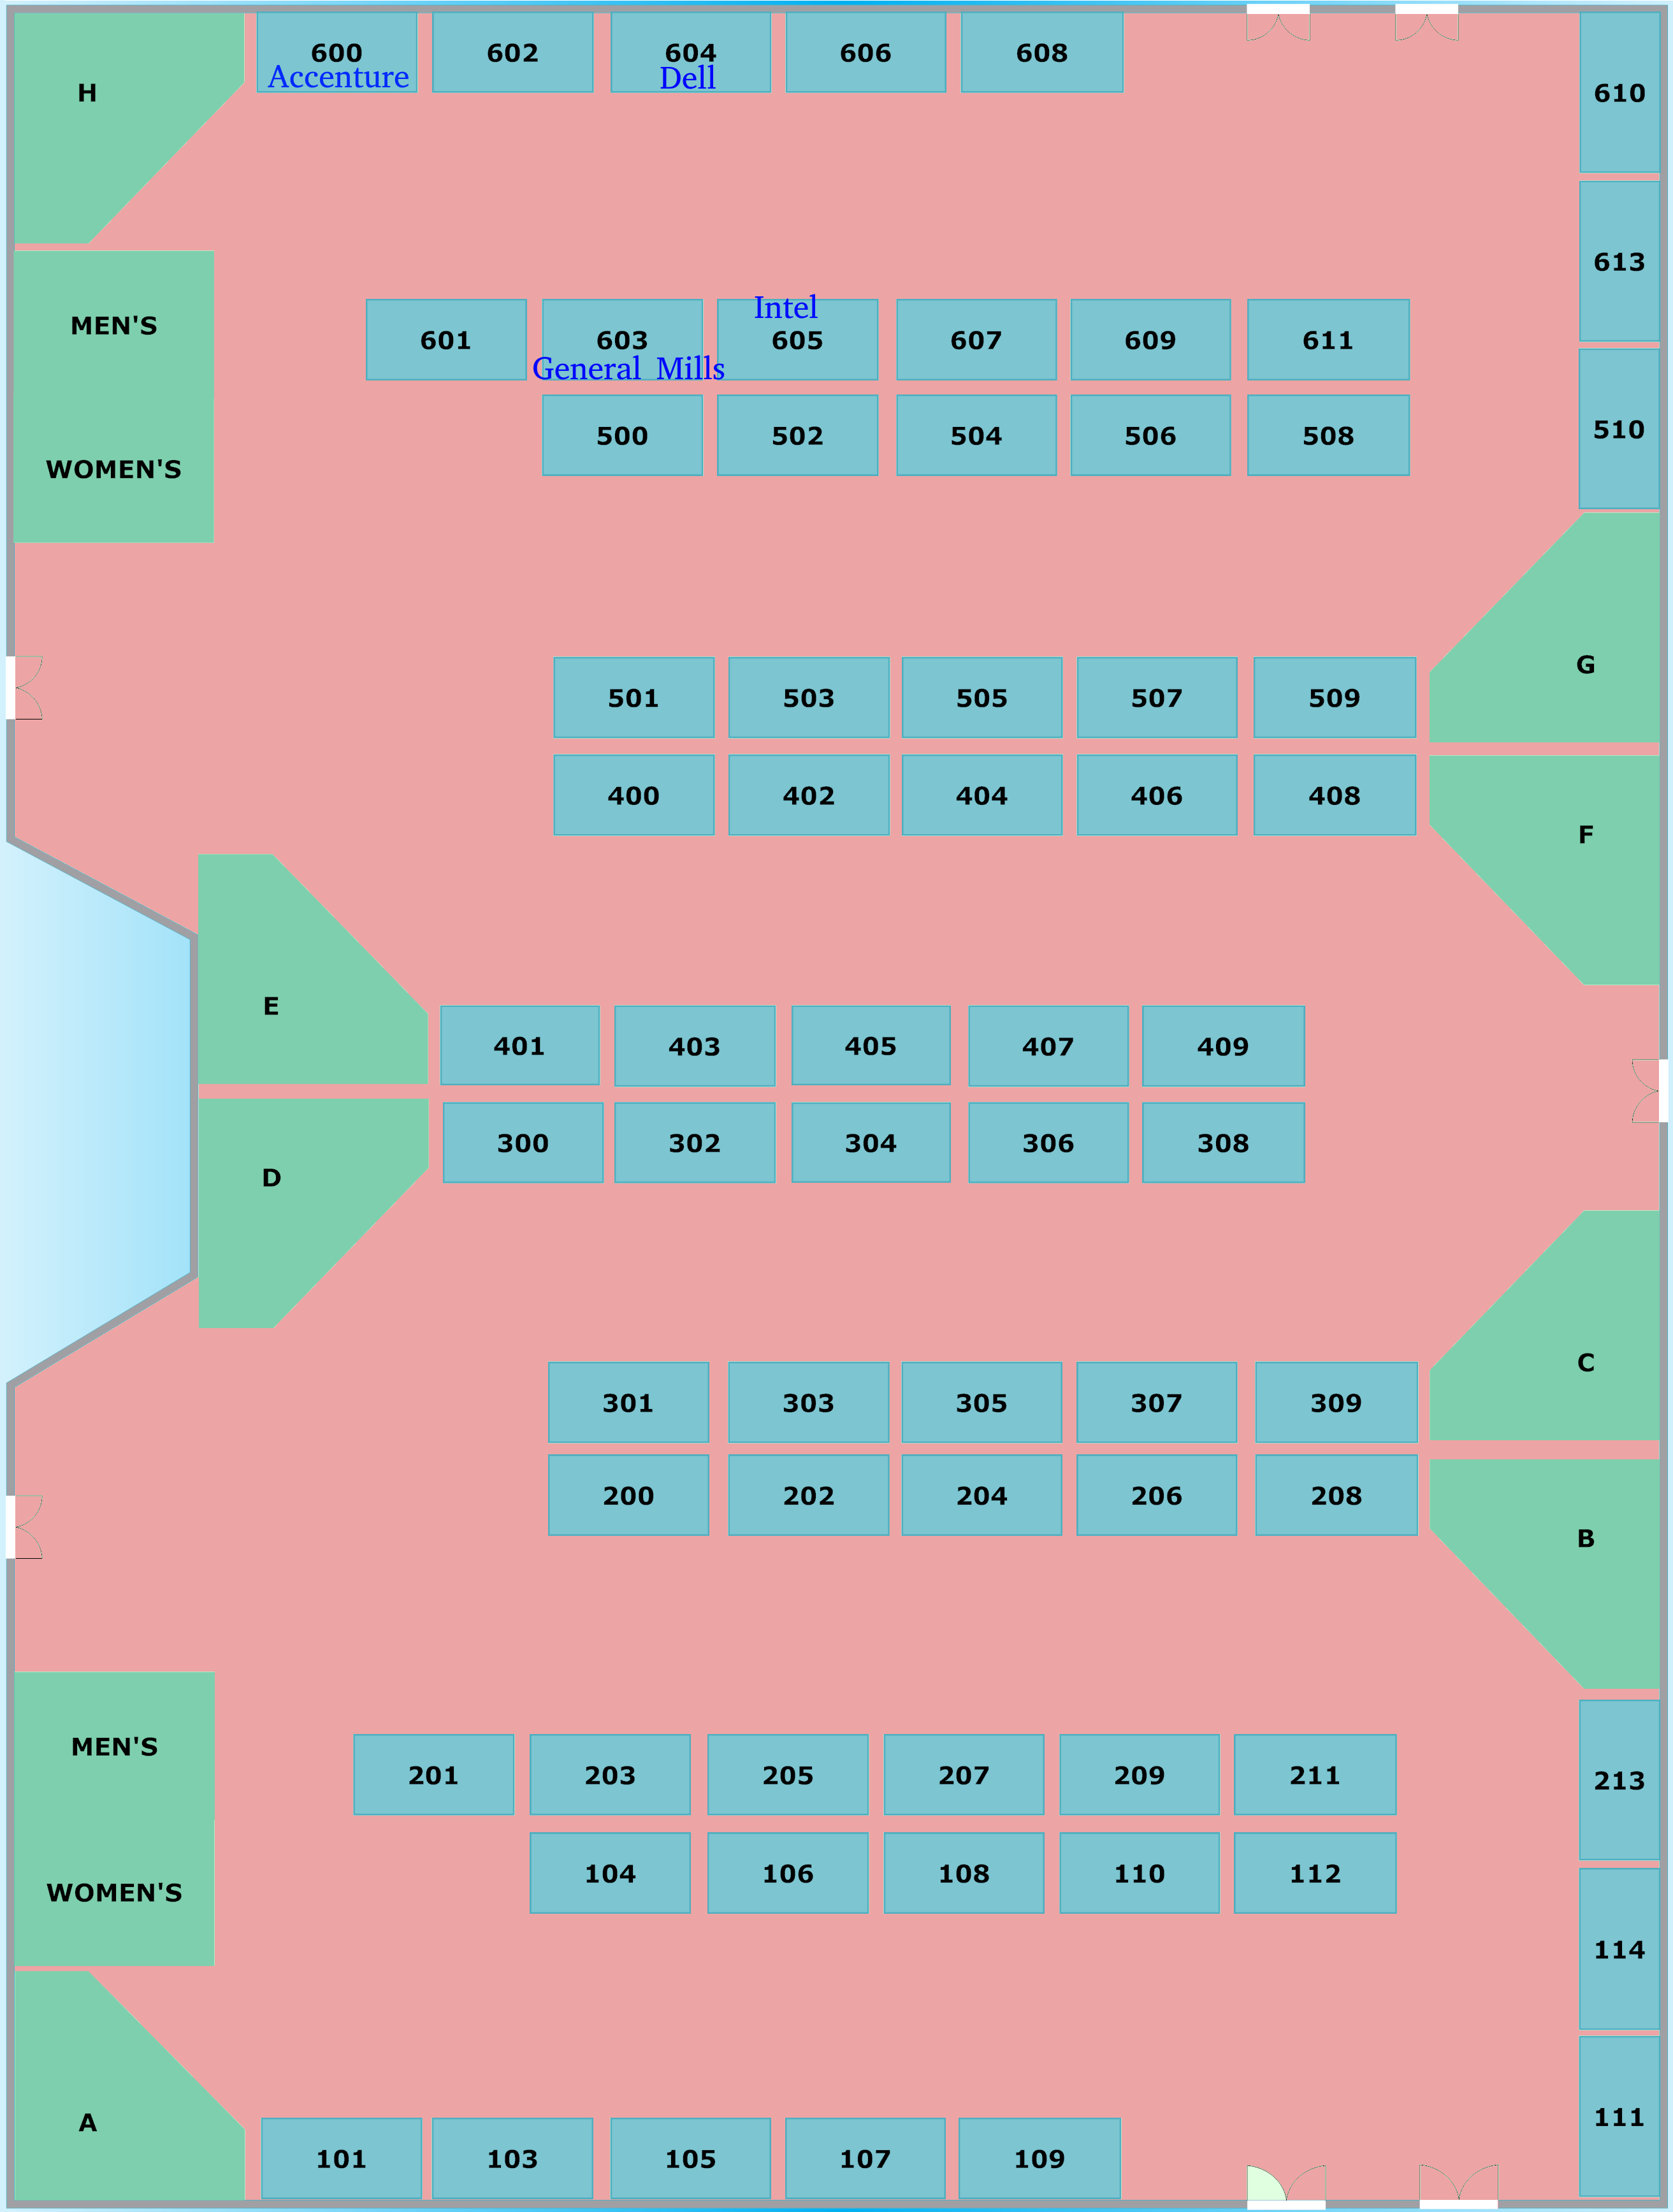 600 602 604 606 608
Accenture Dell
H 610
613
Intel
MEN'S 601 603 605 607 609 611
General Mills
510
500 502 504 506 508
WOMEN'S
G
501 503 505 507 509
400 402 404 406 408
F
E
401 403 405 407 409
300 302 304 306 308
D
C
301 303 305 307 309
200 202 204 206 208
B
MEN'S
201 203 205 207 209 211 213
104 106 108 110 112
WOMEN'S
114
A 111
101 103 105 107 109